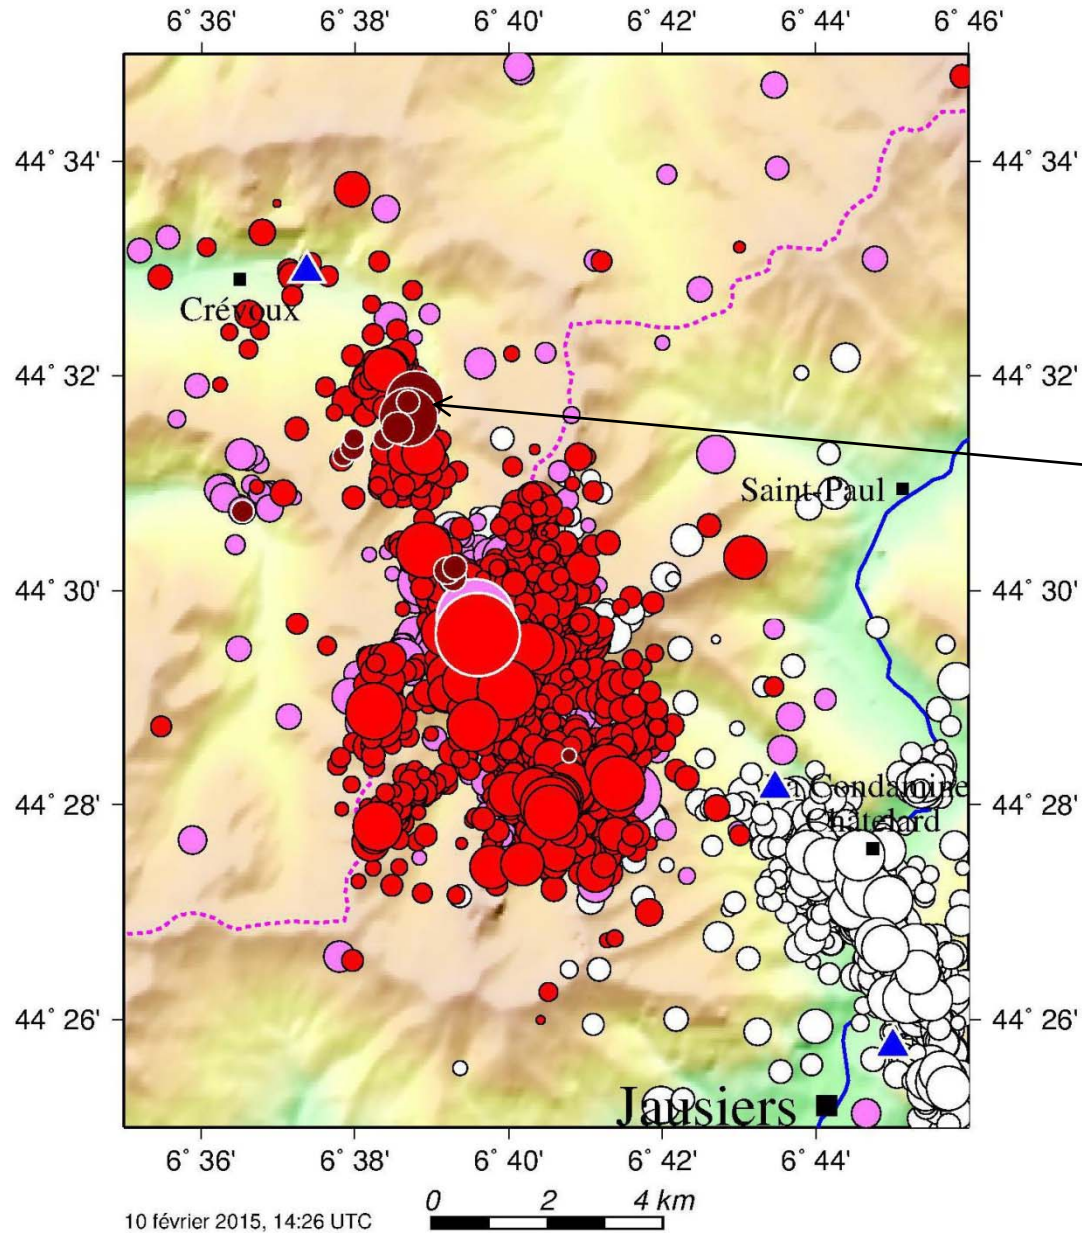 6° 36' 6° 38' 6° 40' 6° 42' 6° 44' 6° 46'
44° 34' 44° 34'
Crévoux
44° 32' 44° 32'
Saint-Paul
44° 30' 44° 30'
44° 28' Condamine 44° 28'
Châtelard
44° 26' 44° 26'
Jausiers
6° 36' 6° 38' 6° 40' 6° 42' 6° 44'
0 2 4 km
10 février 2015, 14:26 UTC